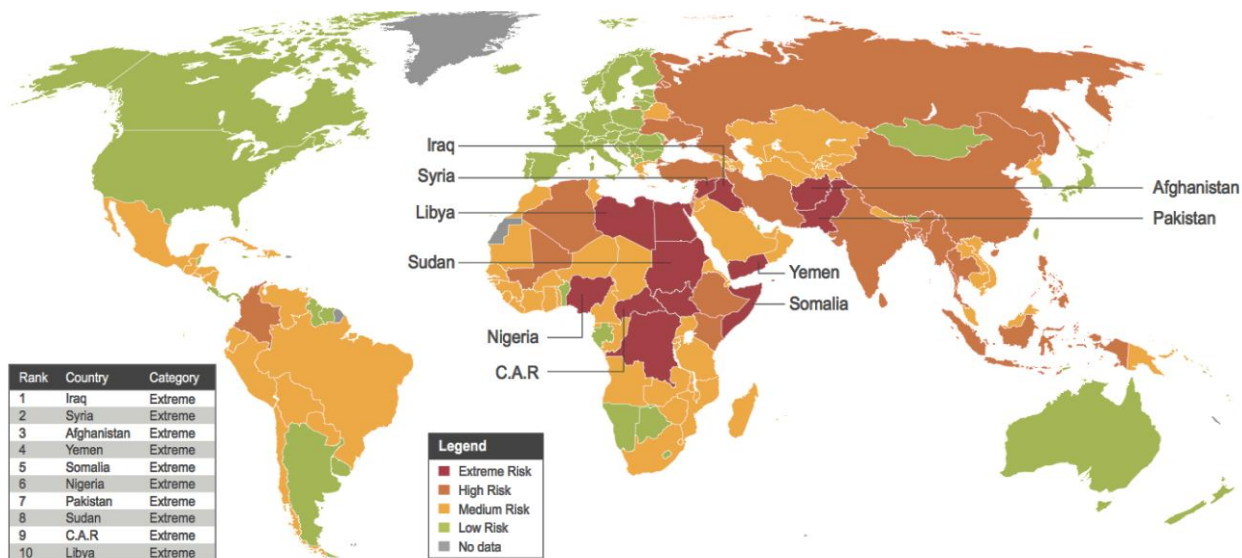 Iraq
Syria
Libya
Sudan
Nigeria
C.A.R
Afghanistan
Pakistan
Yemen
Somalia
Rank Country Category
1 Iraq Extreme
2 Syria Extreme
3 Afghanistan Extreme
4 Yemen Extreme
5 Somalia Extreme
6 Nigeria Extreme
7 Pakistan Extreme
8 Sudan Extreme
9 C.A.R Extreme
10 Libya Extreme
Legend
Extreme Risk
High Risk
Medium Risk
Low Risk
No data